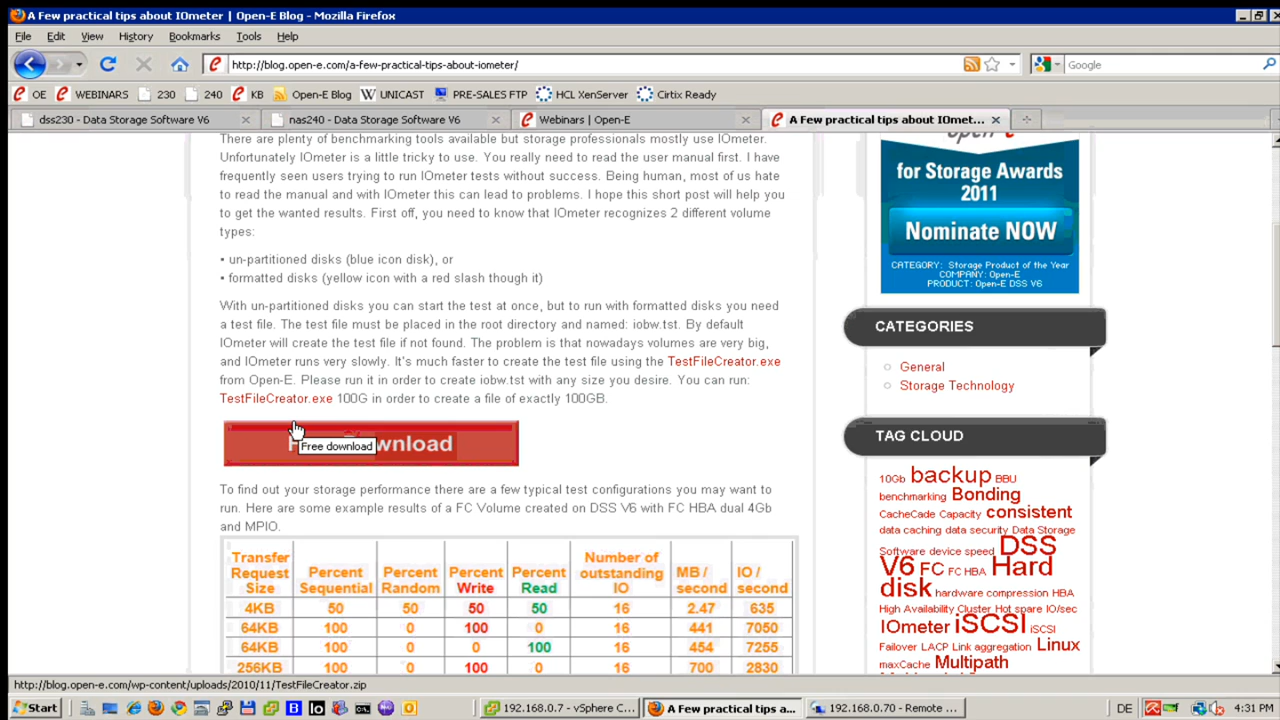 A Few practical tips about IOmeter | Open-E Blog - Mozilla Firefox
File Edit View History Bookmarks Tools Help
http://blog.open-e.com/a-few-practical-tips-about-iometer/
Google
OE WEBINARS 230 240 KB Open-E Blog UNICAST PRE-SALES FTP HCL XenServer Cirtix Ready
dss230 - Data Storage Software V6
nas240 - Data Storage Software V6
Webinars | Open-E
A Few practical tips about IOmet...
There are plenty of benchmarking tools available but storage professionals mostly use IOmeter.
Unfortunately IOmeter is a little tricky to use. You really need to read the user manual first. I have
frequently seen users trying to run IOmeter tests without success. Being human, most of us hate
to read the manual and with IOmeter this can lead to problems. I hope this short post will help you
to get the wanted results. First off, you need to know that IOmeter recognizes 2 different volume
types:
• un-partitioned disks (blue icon disk), or
• formatted disks (yellow icon with a red slash though it)
With un-partitioned disks you can start the test at once, but to run with formatted disks you need
a test file. The test file must be placed in the root directory and named: iobw.tst. By default
IOmeter will create the test file if not found. The problem is that nowadays volumes are very big,
and IOmeter runs very slowly. It's much faster to create the test file using the TestFileCreator.exe
from Open-E. Please run it in order to create iobw.tst with any size you desire. You can run:
TestFileCreator.exe 100G in order to create a file of exactly 100GB.
wnload
Free download
To find out your storage performance there are a few typical test configurations you may want to
run. Here are some example results of a FC Volume created on DSS V6 with FC HBA dual 4Gb
and MPIO.
Transfer Request Size Percent Sequential Percent Random Percent Write Percent Read Number of outstanding IO MB / second IO / second
4KB 50 50 50 50 16 2.47 635
64KB 100 0 100 0 16 441 7050
64KB 100 0 0 100 16 454 7255
256KB 100 0 100 0 16 700 2830
open-e
for Storage Awards
2011
Nominate NOW
CATEGORY: Storage Product of the Year
COMPANY: Open-E
PRODUCT: Open-E DSS V6
CATEGORIES
General
Storage Technology
TAG CLOUD
10Gb backup BBU
benchmarking Bonding
CacheCade Capacity consistent
data caching data security Data Storage
Software device speed DSS
V6 FC FC HBA Hard
disk hardware compression HBA
High Availability Cluster Hot spare IO/sec
IOmeter iSCSI iSCSI
Failover LACP Link aggregation Linux
maxCache Multipath
http://blog.open-e.com/wp-content/uploads/2010/11/TestFileCreator.zip
Start
192.168.0.7 - vSphere C...
A Few practical tips a...
192.168.0.70 - Remote ...
DE
4:31 PM